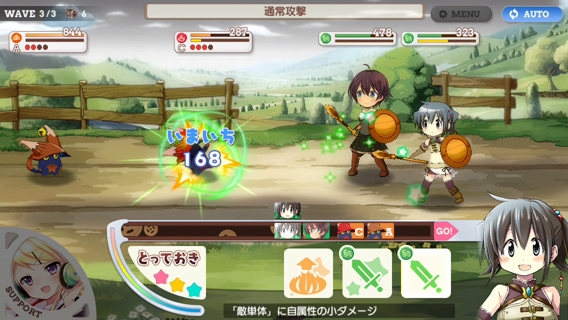 WAVE 3/3 6
通常攻撃
MENU
AUTO
844
A
287
C
478
323
いまいち
168
C
A
GO!
とっておき
SUPPORT
「敵単体」に自属性の小ダメージ